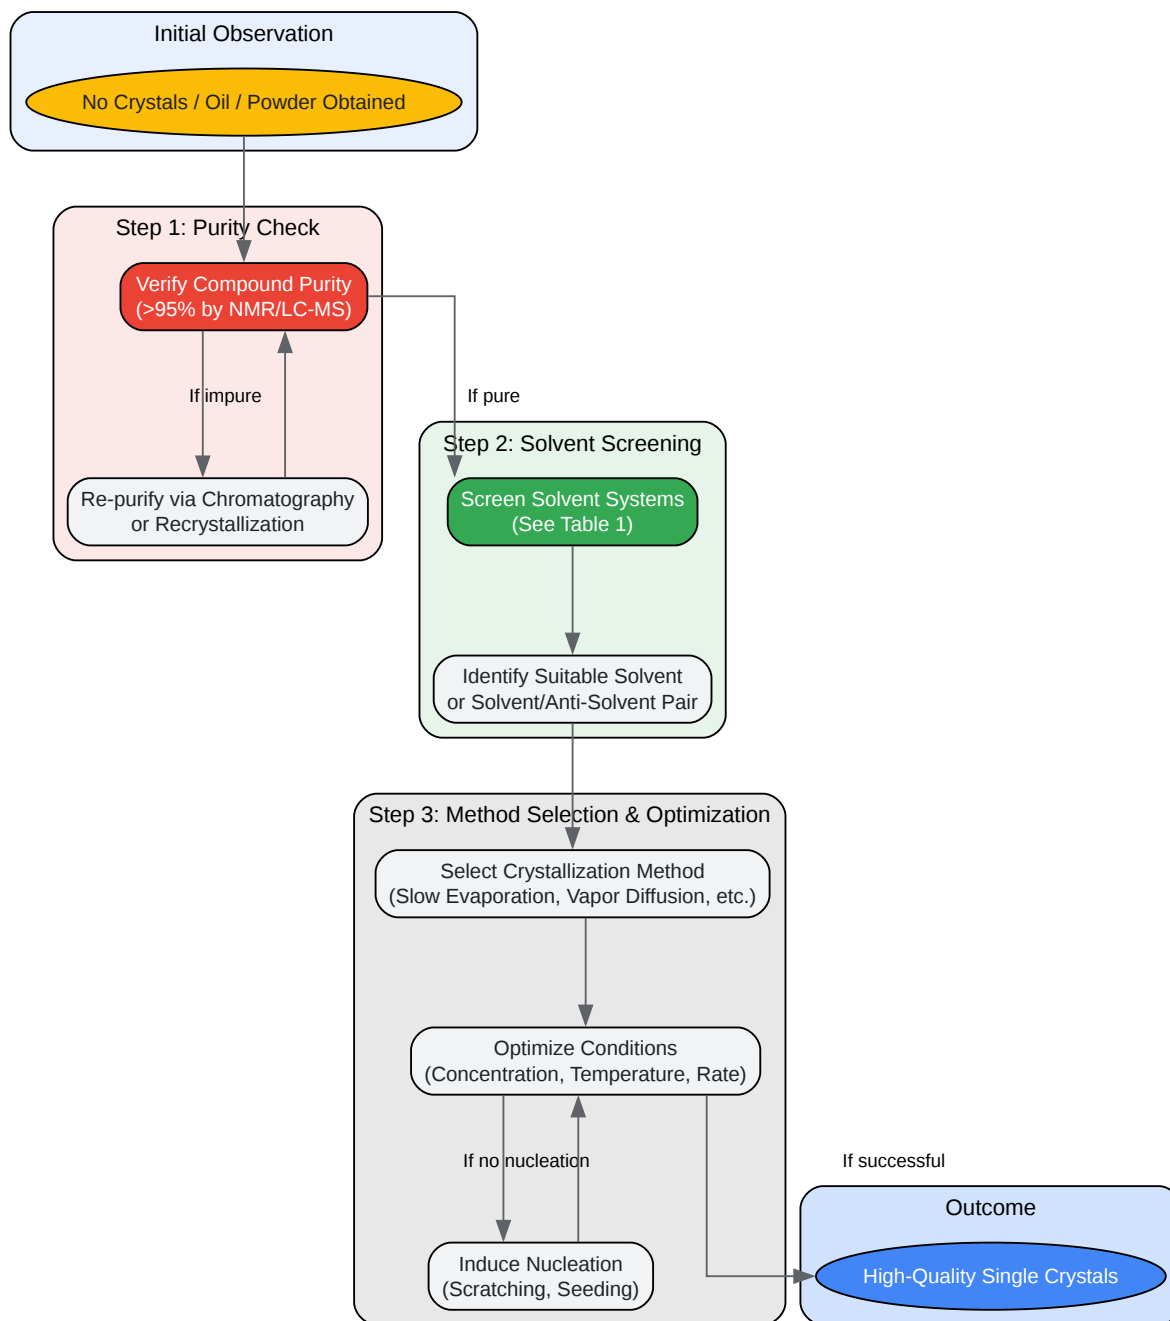 Initial Observation
No Crystals / Oil / Powder Obtained
Step 1: Purity Check
Verify Compound Purity
(>95% by NMR/LC-MS)
If impure
If pure
Re-purify via Chromatography
or Recrystallization
Step 2: Solvent Screening
Screen Solvent Systems
(See Table 1)
Identify Suitable Solvent
or Solvent/Anti-Solvent Pair
Step 3: Method Selection & Optimization
Select Crystallization Method
(Slow Evaporation, Vapor Diffusion, etc.)
Optimize Conditions
(Concentration, Temperature, Rate)
If no nucleation
If successful
Induce Nucleation
(Scratching, Seeding)
Outcome
High-Quality Single Crystals